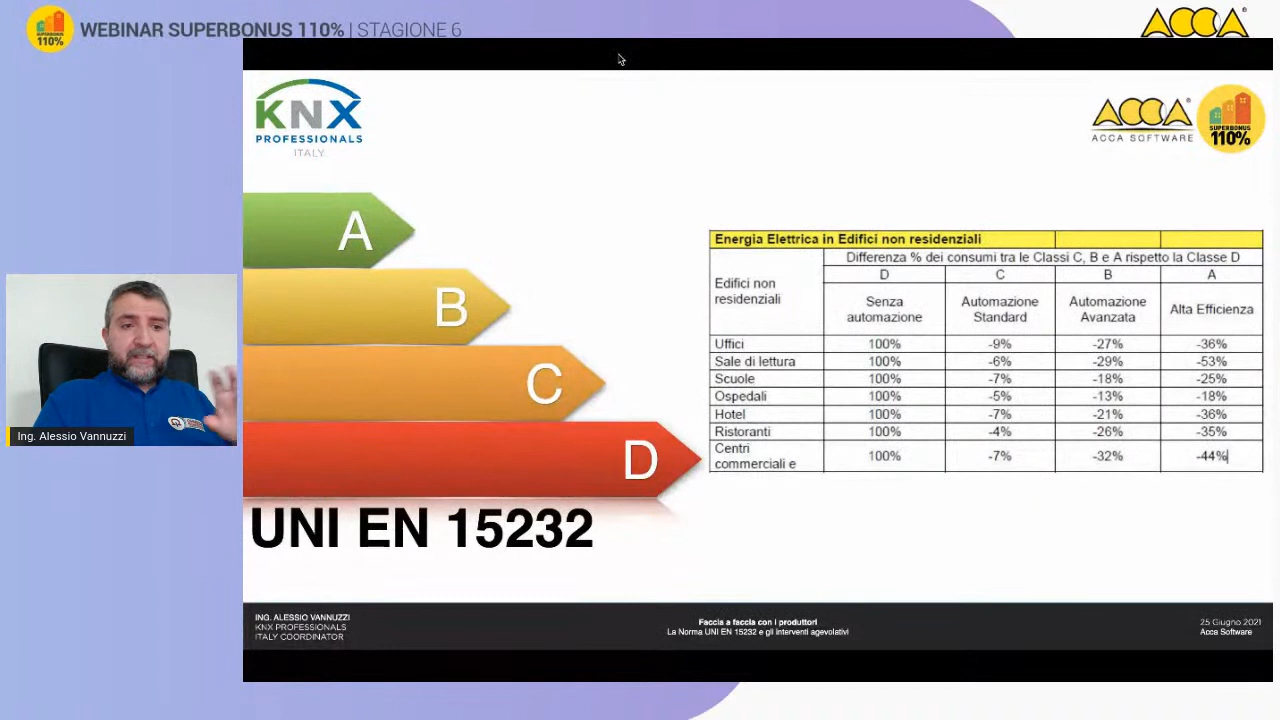 WEBINAR SUPERBONUS 110% | STAGIONE 6
110%
ACCA
KNX
PROFESSIONALS
ITALY
ACCA
ACCA SOFTWARE
SUPERBONUS
110%
A
B
C
D
UNI EN 15232
Energia Elettrica in Edifici non residenziali
Edifici non residenziali
Differenza % dei consumi tra le Classi C, B e A rispetto la Classe D
D C B A
Senza automazione Automazione Standard Automazione Avanzata Alta Efficienza
Uffici 100% -9% -27% -36%
Sale di lettura 100% -6% -29% -53%
Scuole 100% -7% -18% -25%
Ospedali 100% -5% -13% -18%
Hotel 100% -7% -21% -36%
Ristoranti 100% -4% -26% -35%
Centri commerciali e 100% -7% -32% -44%
Ing. Alessio Vannuzzi
ING. ALESSIO VANNUZZI
KNX PROFESSIONALS
ITALY COORDINATOR
Faccia a faccia con i produttori
La Norma UNI EN 15232 e gli interventi agevolativi
25 Giugno 2021
Acca Software